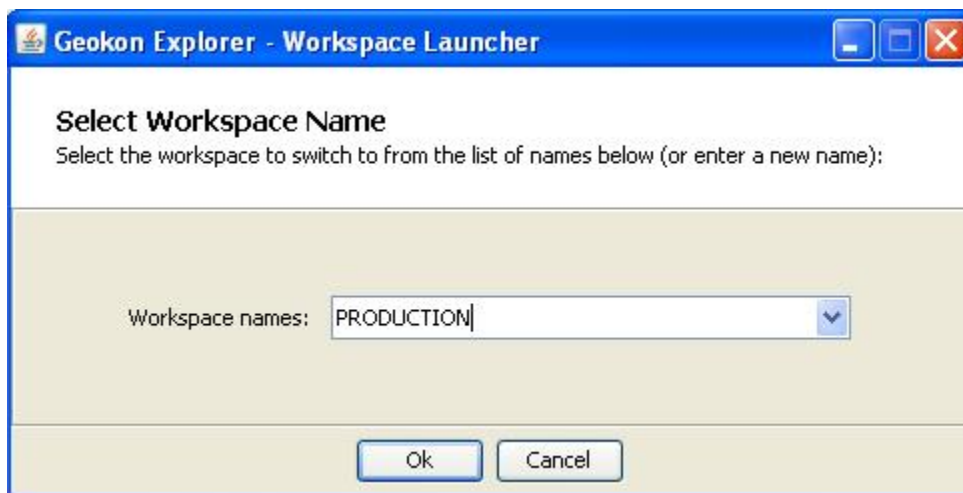 Geokon Explorer - Workspace Launcher
Select Workspace Name
Select the workspace to switch to from the list of names below (or enter a new name):
Workspace names: PRODUCTION
Ok Cancel